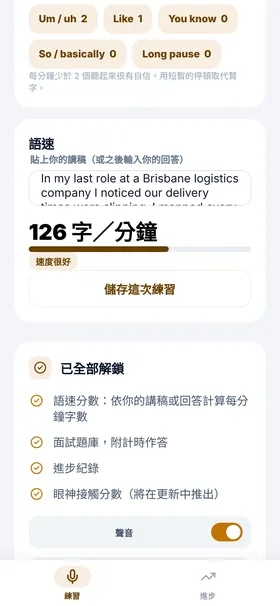 Um / uh 2
Like 1
You know 0
So / basically 0
Long pause 0
每分鐘少於 2 個聽起來很有自信。用短暫的停頓取代贅
字。
語速
貼上你的講稿（或之後輸入你的回答）
In my last role at a Brisbane logistics
company I noticed our delivery
times were slipping. I mapped every
126 字／分鐘
速度很好
儲存這次練習
已全部解鎖
語速分數：依你的講稿或回答計算每分
鐘字數
面試題庫，附計時作答
進步紀錄
眼神接觸分數（將在更新中推出）
聲音
練習
進步